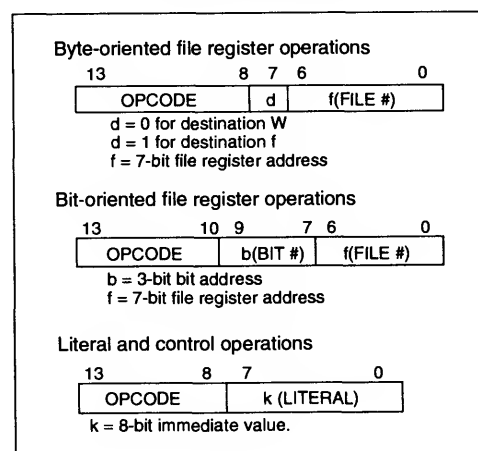 Byte-oriented file register operations
13 8 7 6 0
OPCODE d f(FILE #)
d = 0 for destination W
d = 1 for destination f
f = 7-bit file register address
Bit-oriented file register operations
13 10 9 7 6 0
OPCODE b(BIT #) f(FILE #)
b = 3-bit bit address
f = 7-bit file register address
Literal and control operations
13 8 7 0
OPCODE k (LITERAL)
k = 8-bit immediate value.